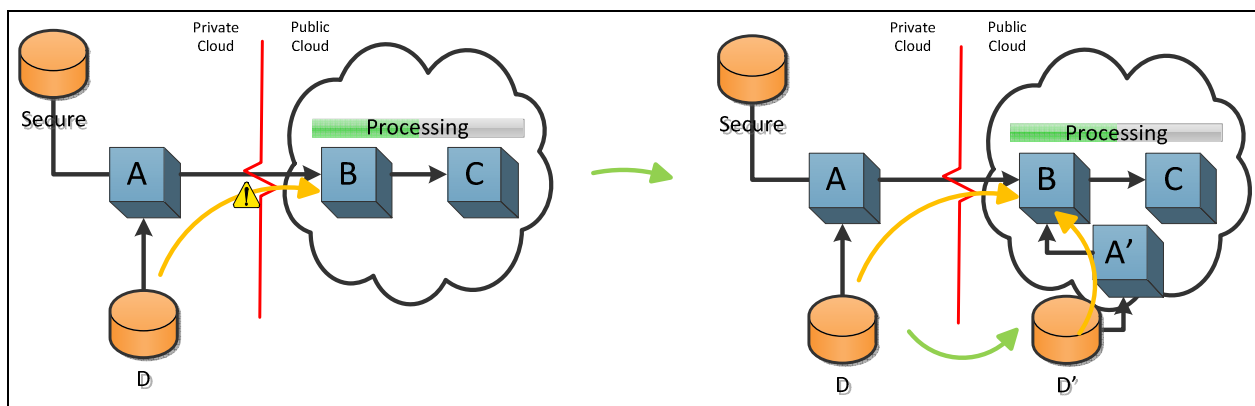 Private
Cloud
Public
Cloud
Secure
Processing
A
B
C
D
Private
Cloud
Public
Cloud
Secure
Processing
A
B
C
A’
D
D’